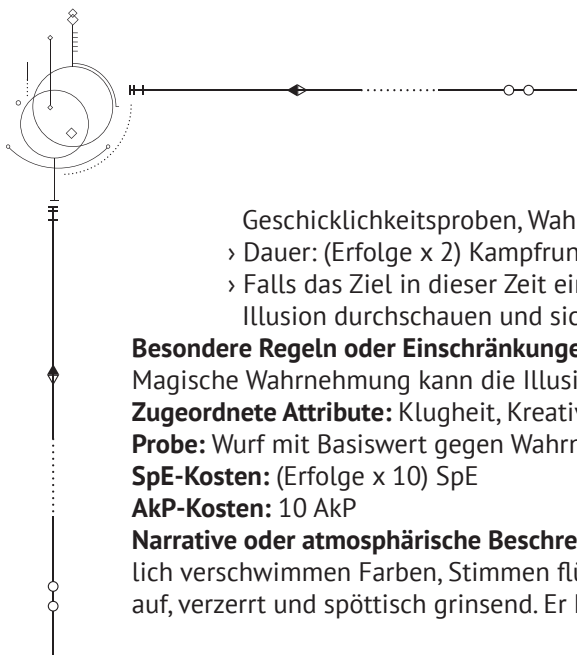 Geschicklichkeitsproben, Wah
› Dauer: (Erfolge x 2) Kampfrun
› Falls das Ziel in dieser Zeit ei
Illusion durchschauen und sic
Besondere Regeln oder Einschränkunge
Magische Wahrnehmung kann die Illusi
Zugeordnete Attribute: Klugheit, Kreativ
Probe: Wurf mit Basiswert gegen Wahrn
SpE-Kosten: (Erfolge x 10) SpE
AkP-Kosten: 10 AkP
Narrative oder atmosphärische Beschre
lich verschwimmen Farben, Stimmen flü
auf, verzerrt und spöttisch grinsend. Er